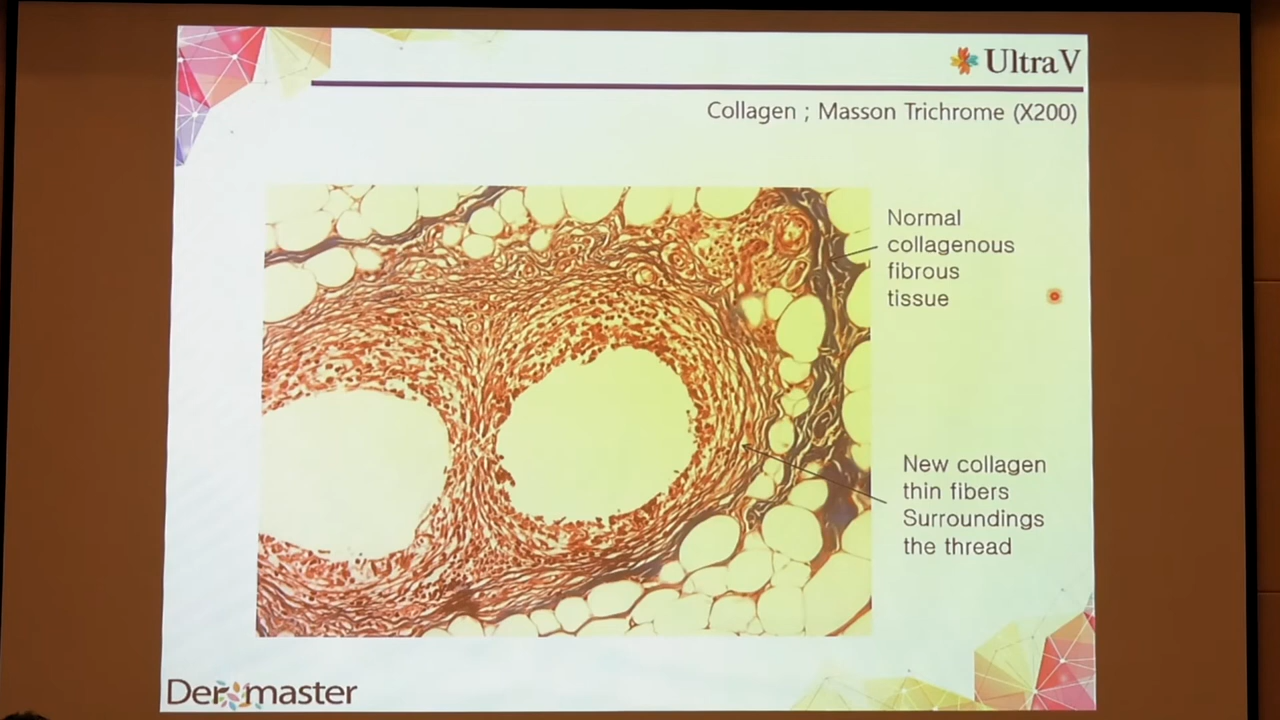 UltraV
Collagen ; Masson Trichrome (X200)
Normal
collagenous
fibrous
tissue
New collagen
thin fibers
Surroundings
the thread
Dermaster